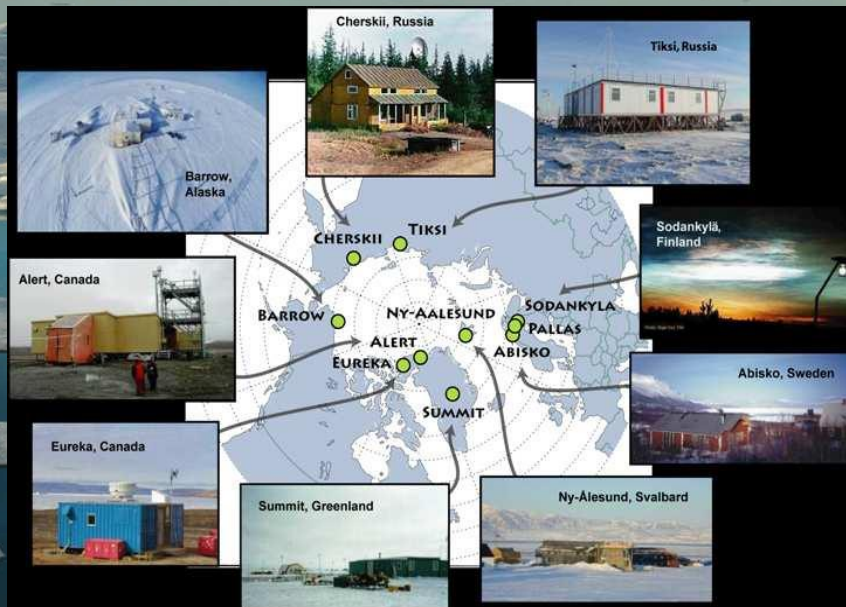 Cherskii, Russia
Tiksi, Russia
Barrow,
Alaska
Sodankylä,
Finland
TIKSI
CHERSKII
Alert, Canada
BARROW
NY-AALESUND
SODANKYLA
PALLAS
ALERT
ABISKO
EUREKA
Abisko, Sweden
SUMMIT
Eureka, Canada
Summit, Greenland
Ny-Ålesund, Svalbard